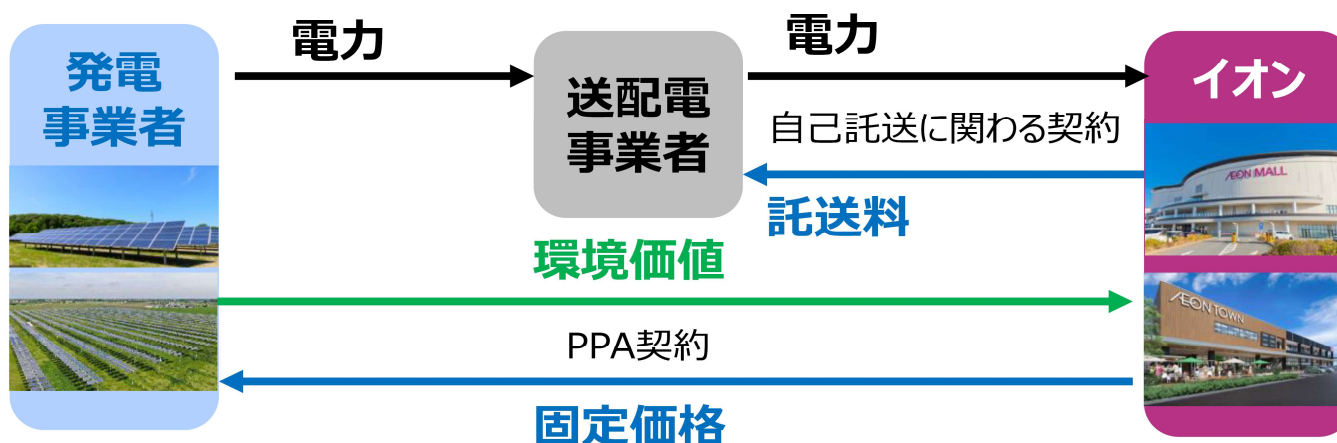 電力
電力
発電
事業者
送配電
事業者
イオン
自己託送に関わる契約
託送料
ÆON MALL
環境価値
ÆON TOWN
PPA契約
固定価格